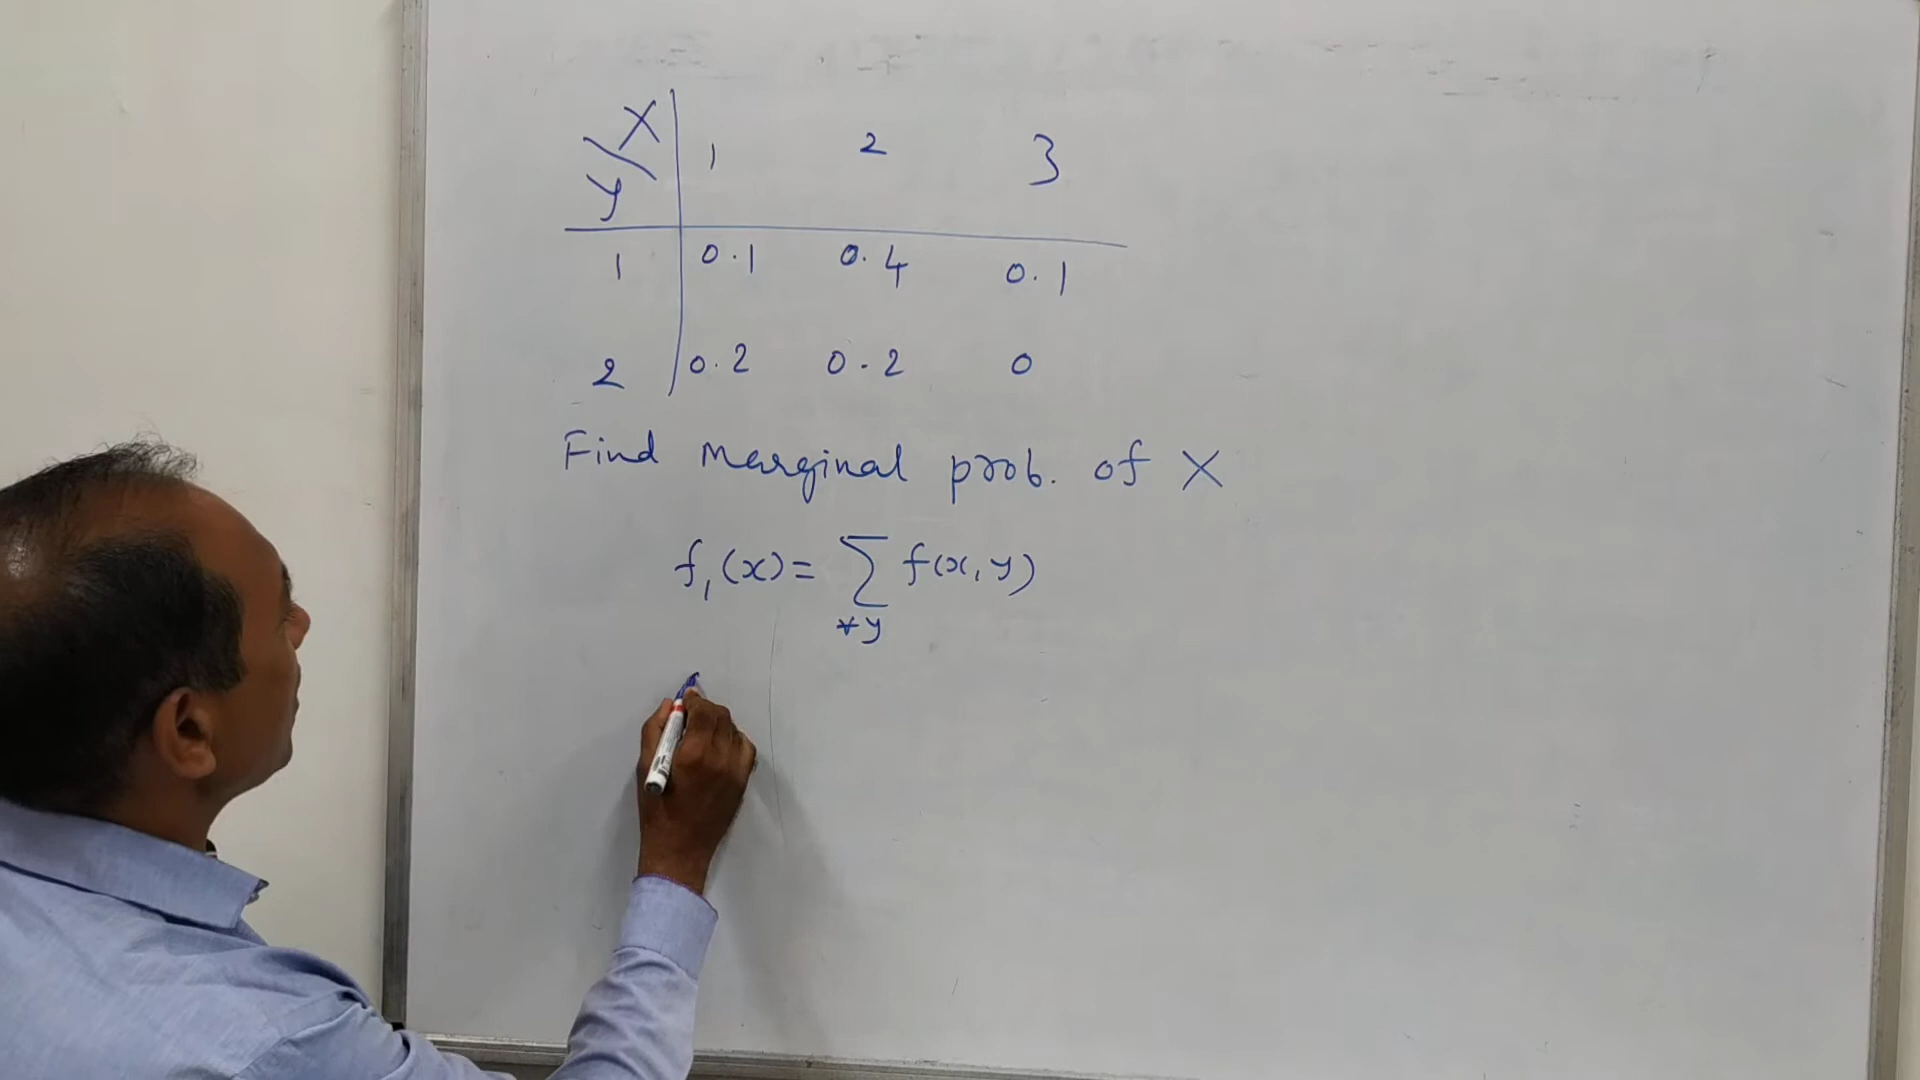 X
Y
1 2 3
1 0.1 0.4 0.1
2 0.2 0.2 0
Find Marginal prob. of X
f₁(x) = ∑ f(x, y)
∀y